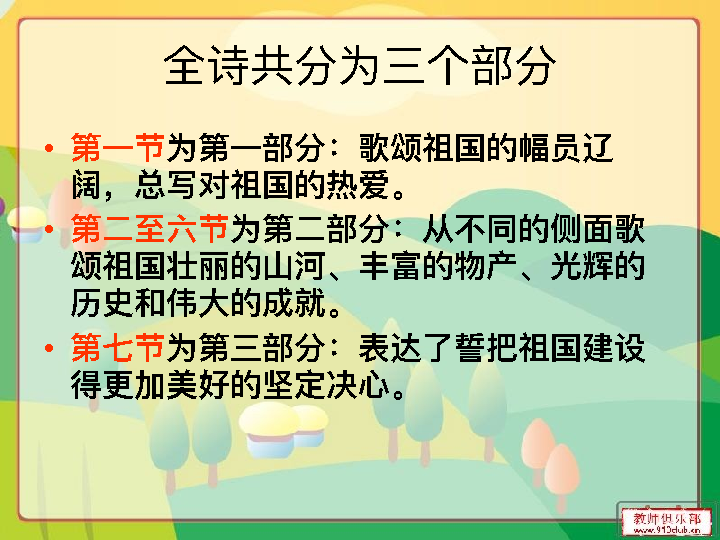 全诗共分为三个部分
• 第一节为第一部分：歌颂祖国的幅员辽
阔，总写对祖国的热爱。
• 第二至六节为第二部分：从不同的侧面歌
颂祖国壮丽的山河、丰富的物产、光辉的
历史和伟大的成就。
• 第七节为第三部分：表达了誓把祖国建设
得更加美好的坚定决心。
教师俱乐部
www.910club.cn